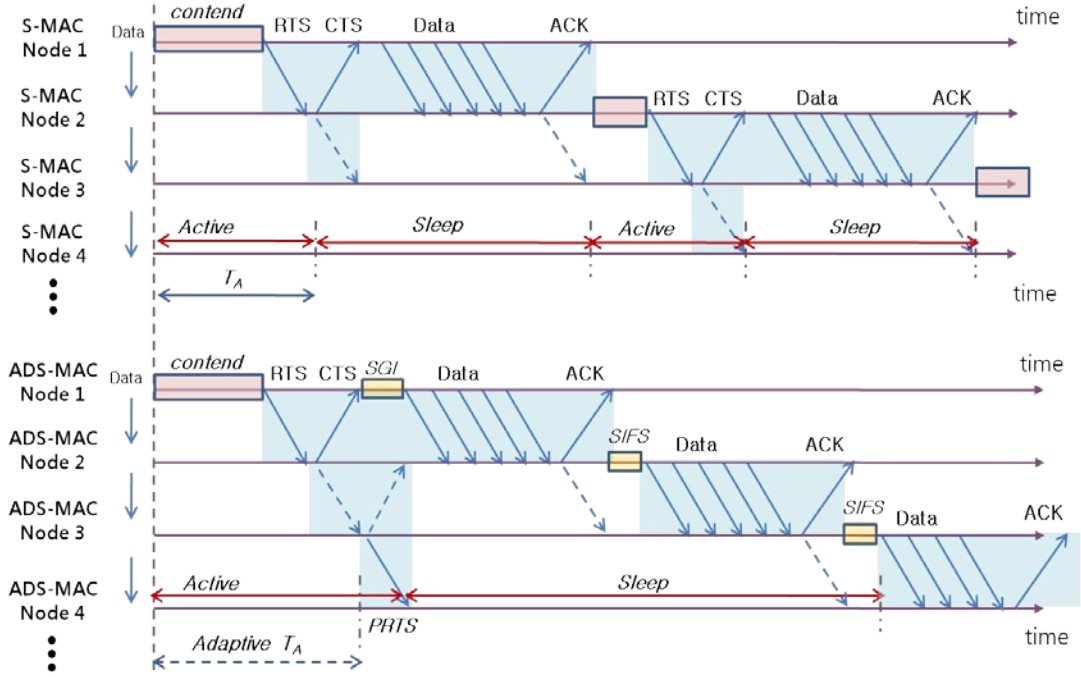 contend
time
S-MAC
Node 1
Data
RTS CTS Data ACK
S-MAC
Node 2
RTS CTS Data ACK
S-MAC
Node 3
S-MAC
Node 4
Active Sleep Active Sleep
T_A
time
contend
time
ADS-MAC
Node 1
Data
RTS CTS SGI Data ACK
ADS-MAC
Node 2
SIFS Data ACK
ADS-MAC
Node 3
SIFS Data ACK
ADS-MAC
Node 4
Active Sleep
PRTS
time
Adaptive T_A